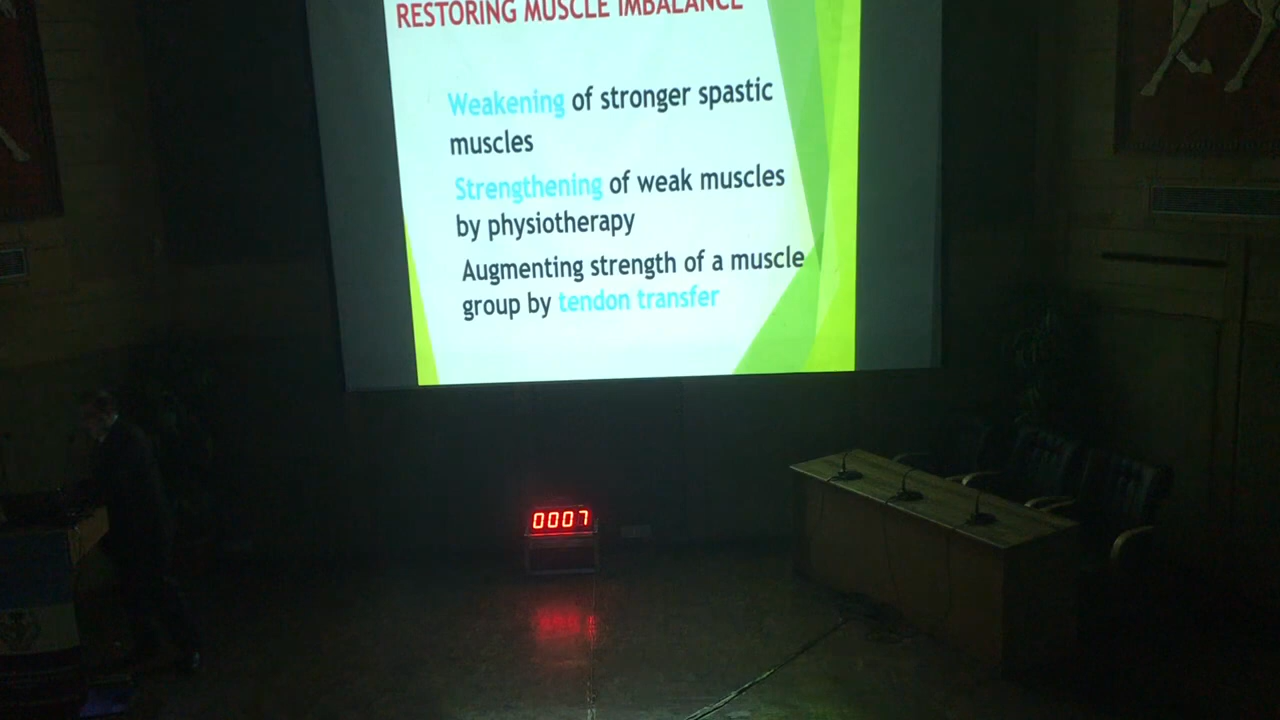 RESTORING MUSCLE IMBALANCE
Weakening of stronger spastic
muscles
Strengthening of weak muscles
by physiotherapy
Augmenting strength of a muscle
group by tendon transfer
0007